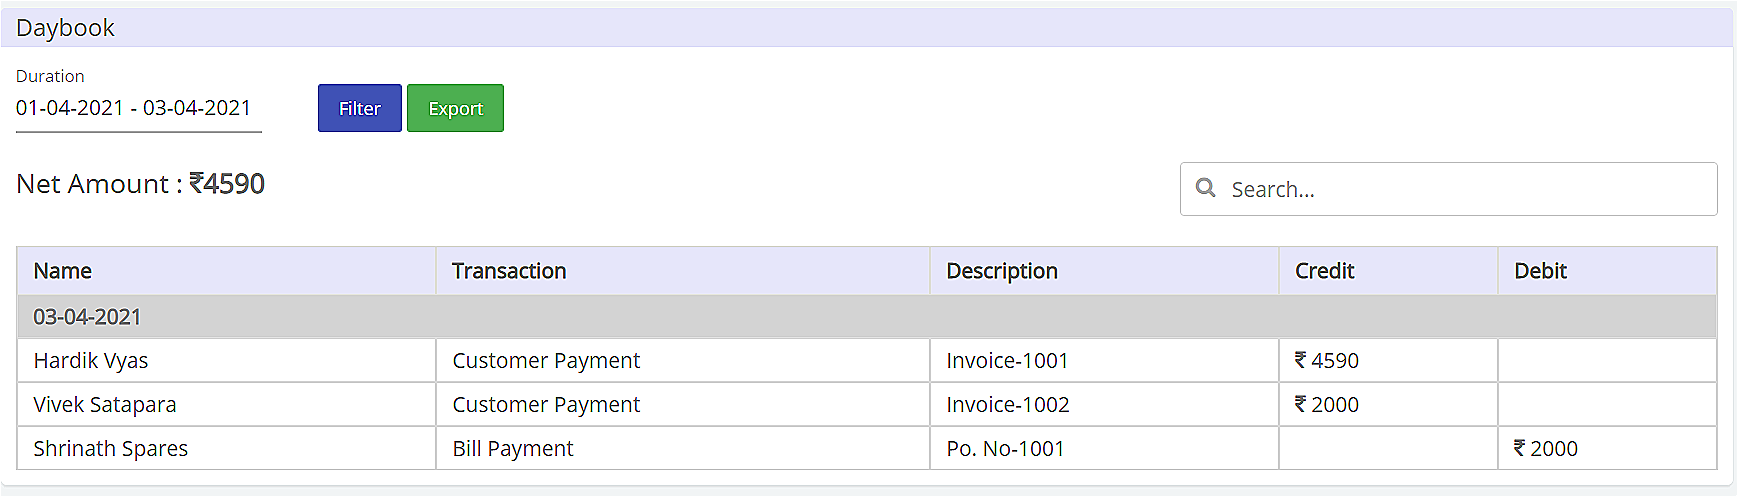 Daybook
Duration
01-04-2021 - 03-04-2021
Filter Export
Net Amount : ₹4590
Search...
Name Transaction Description Credit Debit
03-04-2021
Hardik Vyas Customer Payment Invoice-1001 ₹ 4590
Vivek Satapara Customer Payment Invoice-1002 ₹ 2000
Shrinath Spares Bill Payment Po. No-1001 ₹ 2000